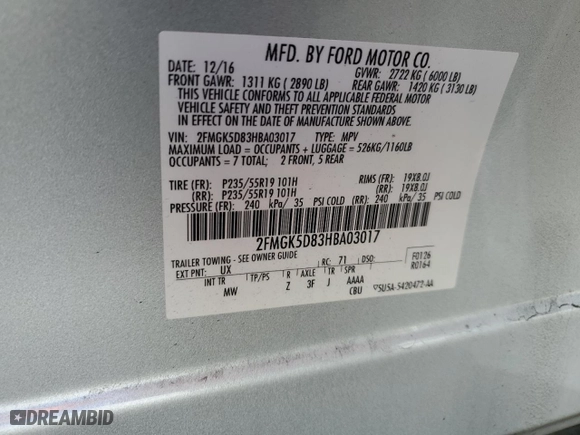 MFD. BY FORD MOTOR CO.
DATE: 12/16 GVWR: 2722 KG ( 6000 LB)
FRONT GAWR: 1311 KG ( 2890 LB) REAR GAWR: 1420 KG ( 3130 LB)
THIS VEHICLE CONFORMS TO ALL APPLICABLE FEDERAL MOTOR
VEHICLE SAFETY AND THEFT PREVENTION STANDARDS
IN EFFECT ON THE DATE OF MANUFACTURE SHOWN ABOVE.
VIN: 2FMGK5D83HBA03017 TYPE: MPV
MAXIMUM LOAD = OCCUPANTS + LUGGAGE = 526KG/1160LB
OCCUPANTS = 7 TOTAL; 2 FRONT, 5 REAR
TIRE (FR): P235/55R19 101H RIMS (FR): 19X8.0J
(RR): P235/55R19 101H (RR): 19X8.0J
PRESSURE (FR): 240 kPa/ 35 PSI COLD (RR): 240 kPa/ 35 PSI COLD
2FMGK5D83HBA03017
TRAILER TOWING - SEE OWNER GUIDE
F0126
R0164
EXT PNT: UX RC: 71 DSO:
INT TR TP/PS R AXLE TR SPR
MW Z 3F J AAAA
CBU SUSA-5420472-AA
DREAMBID